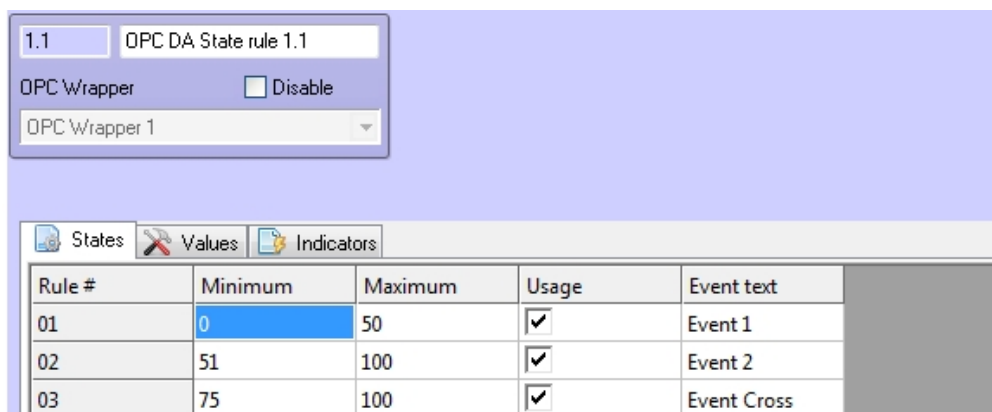 1.1 OPC DA State rule 1.1
OPC Wrapper Disable
OPC Wrapper 1
States Values Indicators
Rule # Minimum Maximum Usage Event text
01 0 50 Event 1
02 51 100 Event 2
03 75 100 Event Cross